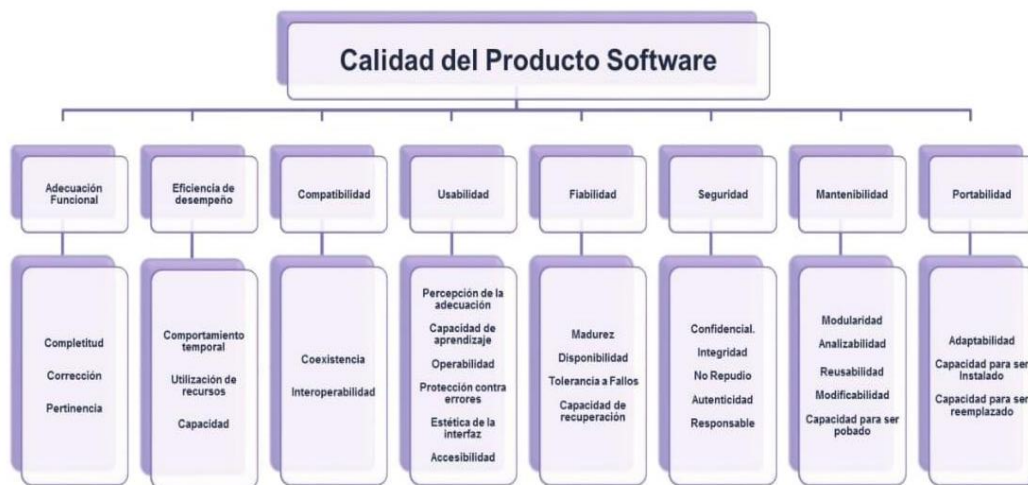 Calidad del Producto Software
Adecuación
Funcional
Eficiencia de
desempeño
Compatibilidad
Usabilidad
Fiabilidad
Seguridad
Mantenibilidad
Portabilidad
Completitud
Corrección
Pertinencia
Comportamiento
temporal
Utilización de
recursos
Capacidad
Coexistencia
Interoperabilidad
Percepción de la
adecuación
Capacidad de
aprendizaje
Operabilidad
Protección contra
errores
Estética de la
interfaz
Accesibilidad
Madurez
Disponibilidad
Tolerancia a Fallos
Capacidad de
recuperación
Confidencial.
Integridad
No Repudio
Autenticidad
Responsable
Modularidad
Analizabilidad
Reusabilidad
Modificabilidad
Capacidad para ser
pobado
Adaptabilidad
Capacidad para ser
Instalado
Capacidad para ser
reemplazado